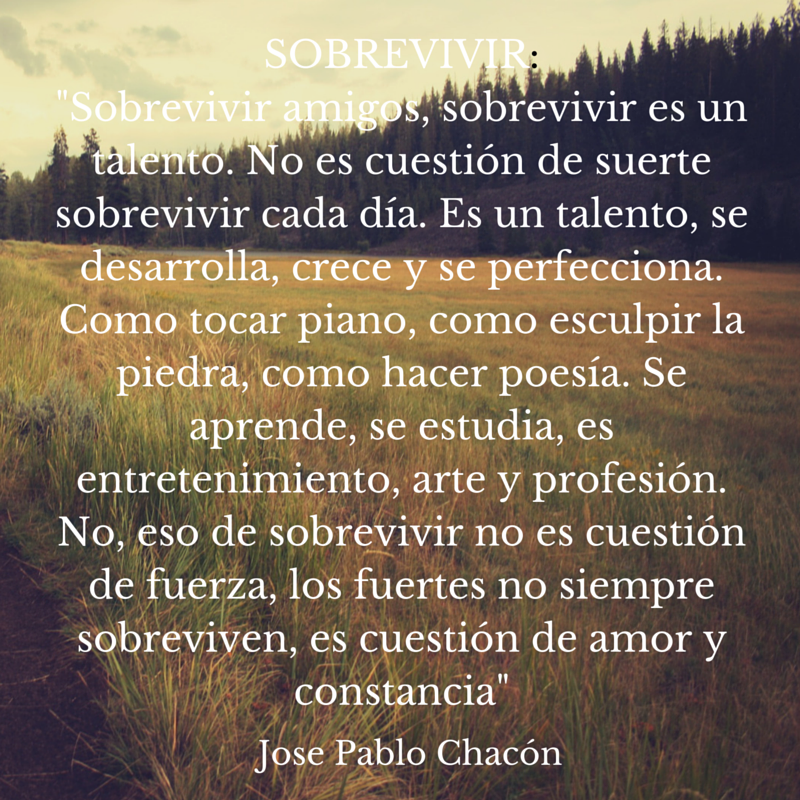 SOBREVIVIR:
"Sobrevivir amigos, sobrevivir es un
talento. No es cuestión de suerte
sobrevivir cada día. Es un talento, se
desarrolla, crece y se perfecciona.
Como tocar piano, como esculpir la
piedra, como hacer poesía. Se
aprende, se estudia, es
entretenimiento, arte y profesión.
No, eso de sobrevivir no es cuestión
de fuerza, los fuertes no siempre
sobreviven, es cuestión de amor y
constancia"
Jose Pablo Chacón